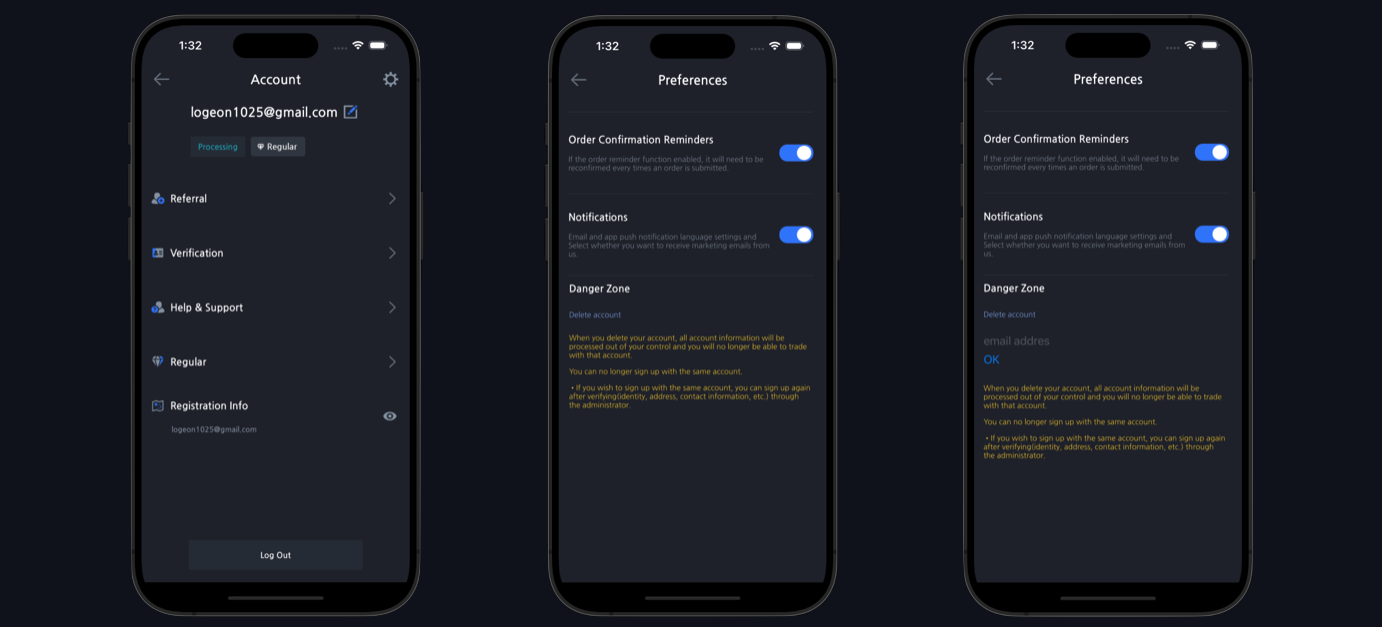 1:32
Account
logeon1025@gmail.com
Processing
Regular
Referral
Verification
Help & Support
Regular
Registration Info
logeon1025@gmail.com
Log Out
1:32
Preferences
Order Confirmation Reminders
If the order reminder function enabled, it will need to be
reconfirmed every times an order is submitted.
Notifications
Email and app push notification language settings and
Select whether you want to receive marketing emails from
us.
Danger Zone
Delete account
When you delete your account, all account information will be
processed out of your control and you will no longer be able to trade
with that account.
You can no longer sign up with the same account.
• If you wish to sign up with the same account, you can sign up again
after verifying(identity, address, contact information, etc.) through
the administrator.
1:32
Preferences
Order Confirmation Reminders
If the order reminder function enabled, it will need to be
reconfirmed every times an order is submitted.
Notifications
Email and app push notification language settings and
Select whether you want to receive marketing emails from
us.
Danger Zone
Delete account
email addres
OK
When you delete your account, all account information will be
processed out of your control and you will no longer be able to trade
with that account.
You can no longer sign up with the same account.
• If you wish to sign up with the same account, you can sign up again
after verifying(identity, address, contact information, etc.) through
the administrator.